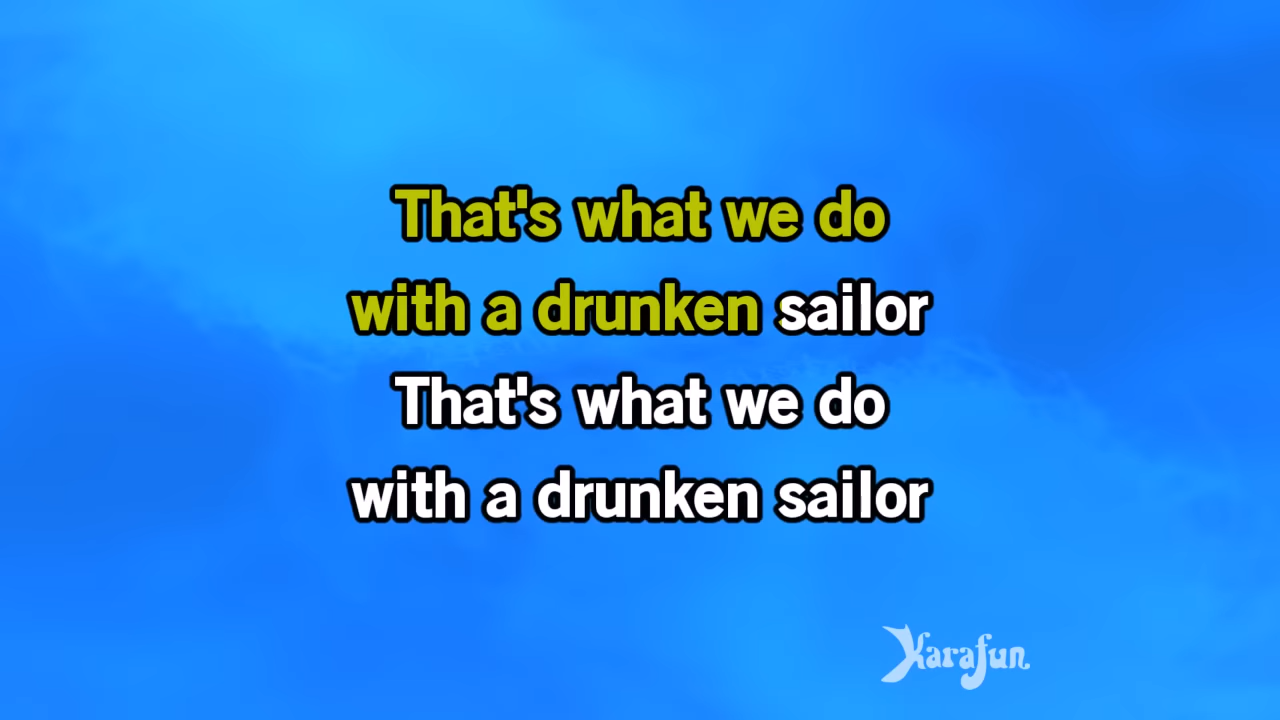 That's what we do
with a drunken sailor
That's what we do
with a drunken sailor
Karafun